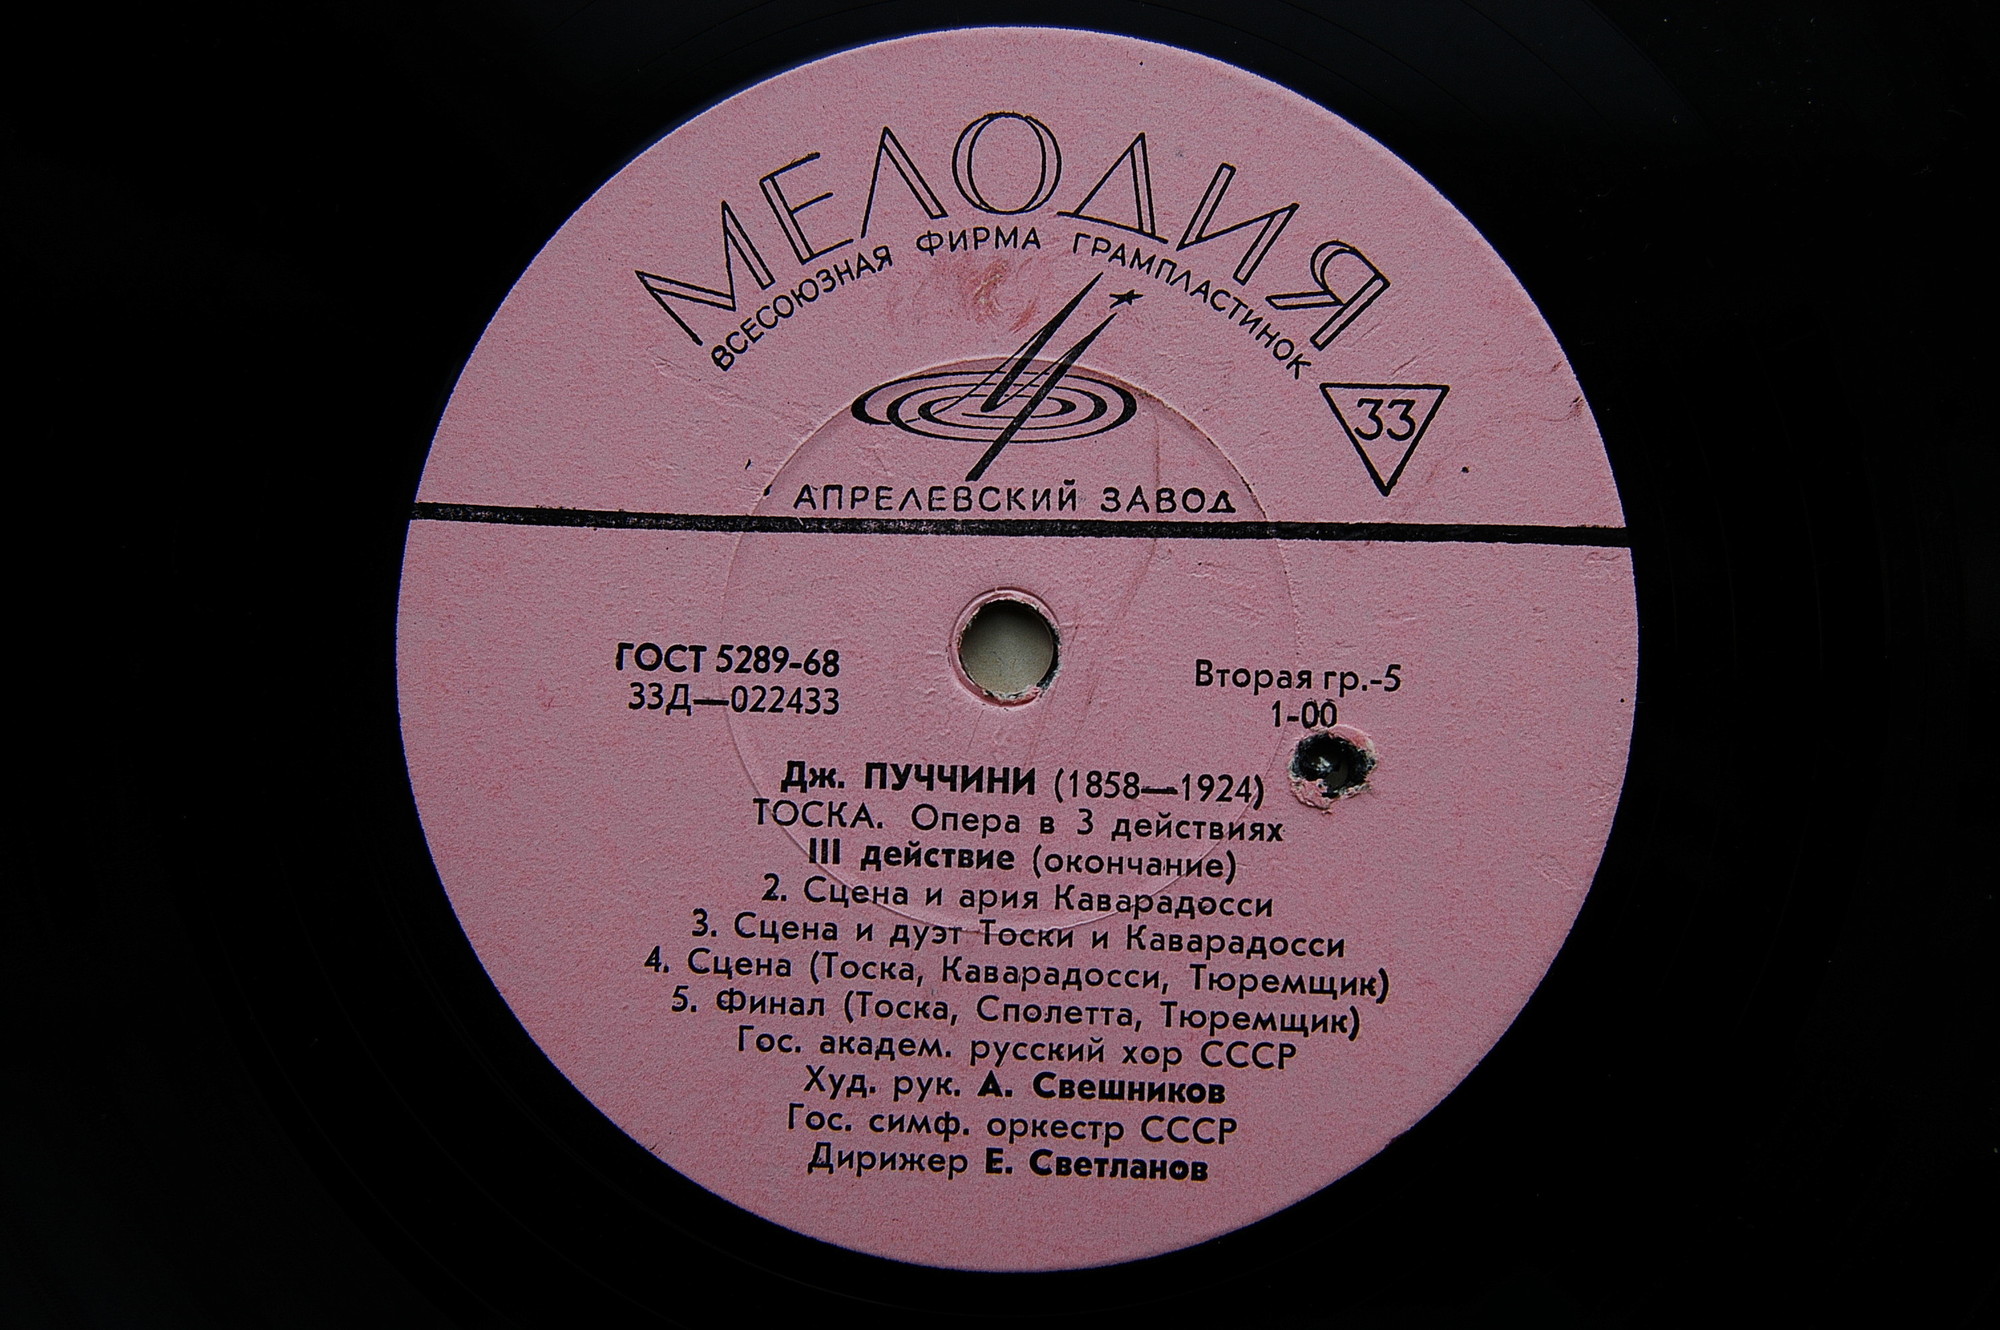 МЕЛОДИЯ
ВСЕСОЮЗНАЯ ФИРМА ГРАМПЛАСТИНОК
33
АПРЕЛЕВСКИЙ ЗАВОД
ГОСТ 5289-68
33Д—022433
Вторая гр.-5
1-00
Дж. ПУЧЧИНИ (1858—1924)
ТОСКА. Опера в 3 действиях
III действие (окончание)
2. Сцена и ария Каварадосси
3. Сцена и дуэт Тоски и Каварадосси
4. Сцена (Тоска, Каварадосси, Тюремщик)
5. Финал (Тоска, Сполетта, Тюремщик)
Гос. академ. русский хор СССР
Худ. рук. А. Свешников
Гос. симф. оркестр СССР
Дирижер Е. Светланов